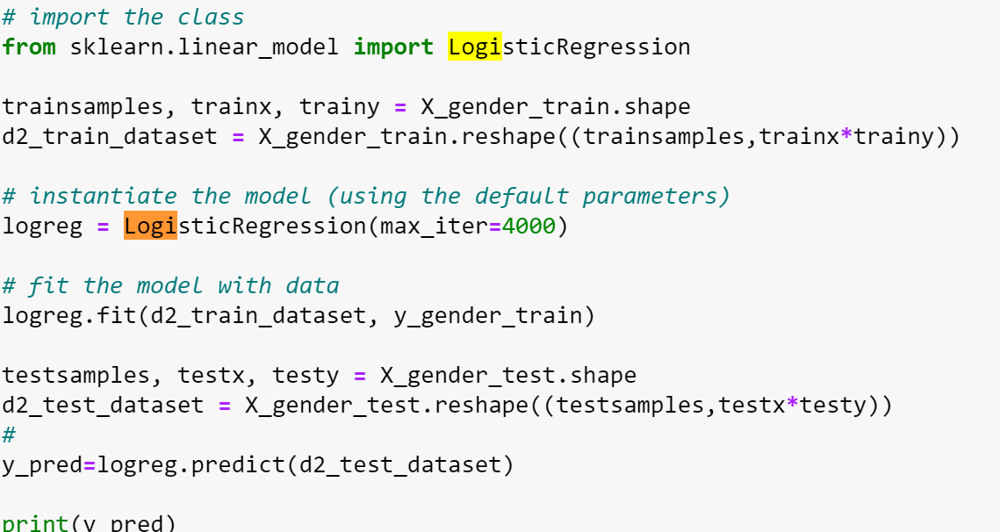 # import the class
from sklearn.linear_model import LogisticRegression
trainsamples, trainx, trainy = X_gender_train.shape
d2_train_dataset = X_gender_train.reshape((trainsamples,trainx*trainy))
# instantiate the model (using the default parameters)
logreg = LogisticRegression(max_iter=4000)
# fit the model with data
logreg.fit(d2_train_dataset, y_gender_train)
testsamples, testx, testy = X_gender_test.shape
d2_test_dataset = X_gender_test.reshape((testsamples,testx*testy))
#
y_pred=logreg.predict(d2_test_dataset)
print(y_pred)